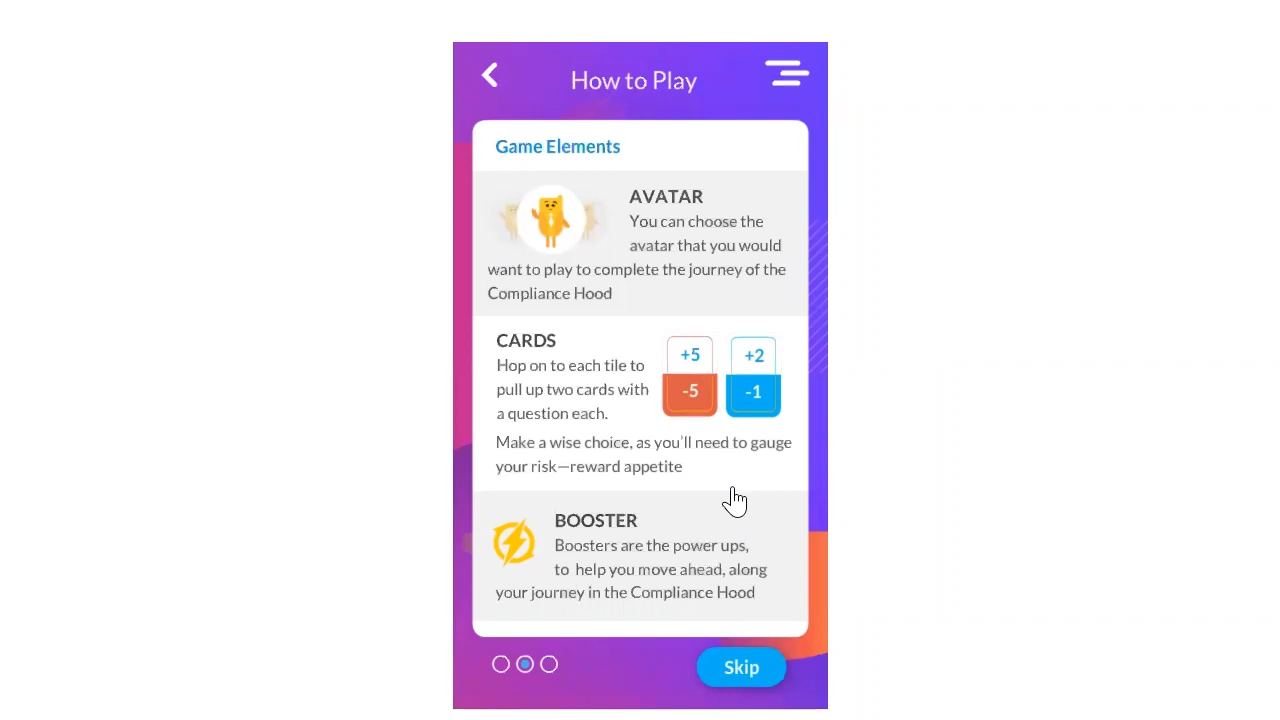 How to Play
Game Elements
AVATAR
You can choose the
avatar that you would
want to play to complete the journey of the
Compliance Hood
CARDS
Hop on to each tile to
pull up two cards with
a question each.
+5
+2
-5
-1
Make a wise choice, as you'll need to gauge
your risk—reward appetite
BOOSTER
Boosters are the power ups,
to help you move ahead, along
your journey in the Compliance Hood
Skip